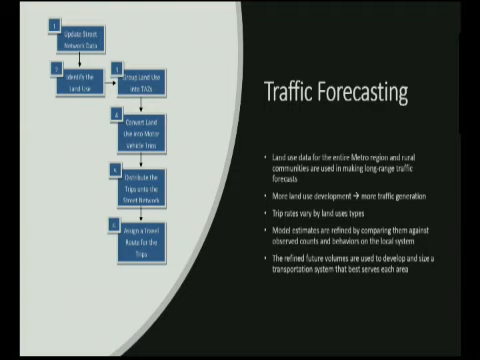 1
Update Street
Network Data
2
Identify the
Land Use
3
Group Land Use
into TAZs
4
Convert Land
Use into Motor
Vehicle Trips
5
Distribute the
Trips onto the
Street Network
6
Assign a Travel
Route for the
Trips
Traffic Forecasting
• Land use data for the entire Metro region and rural
communities are used in making long-range traffic
forecasts
• More land use development → more traffic generation
• Trip rates vary by land uses types
• Model estimates are refined by comparing them against
observed counts and behaviors on the local system
• The refined future volumes are used to develop and size a
transportation system that best serves each area